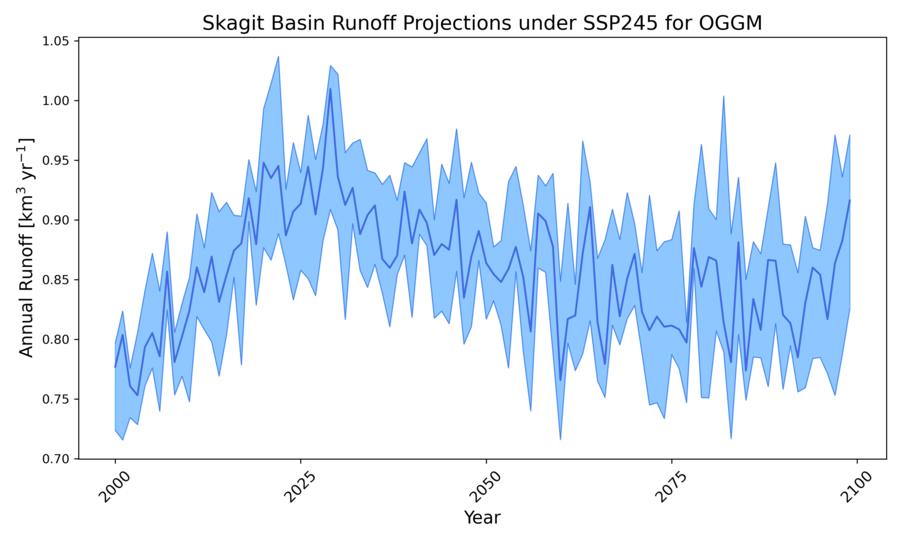 Skagit Basin Runoff Projections under SSP245 for OGGM
Annual Runoff [km³ yr⁻¹]
1.05
1.00
0.95
0.90
0.85
0.80
0.75
0.70
2000 2025 2050 2075 2100
Year